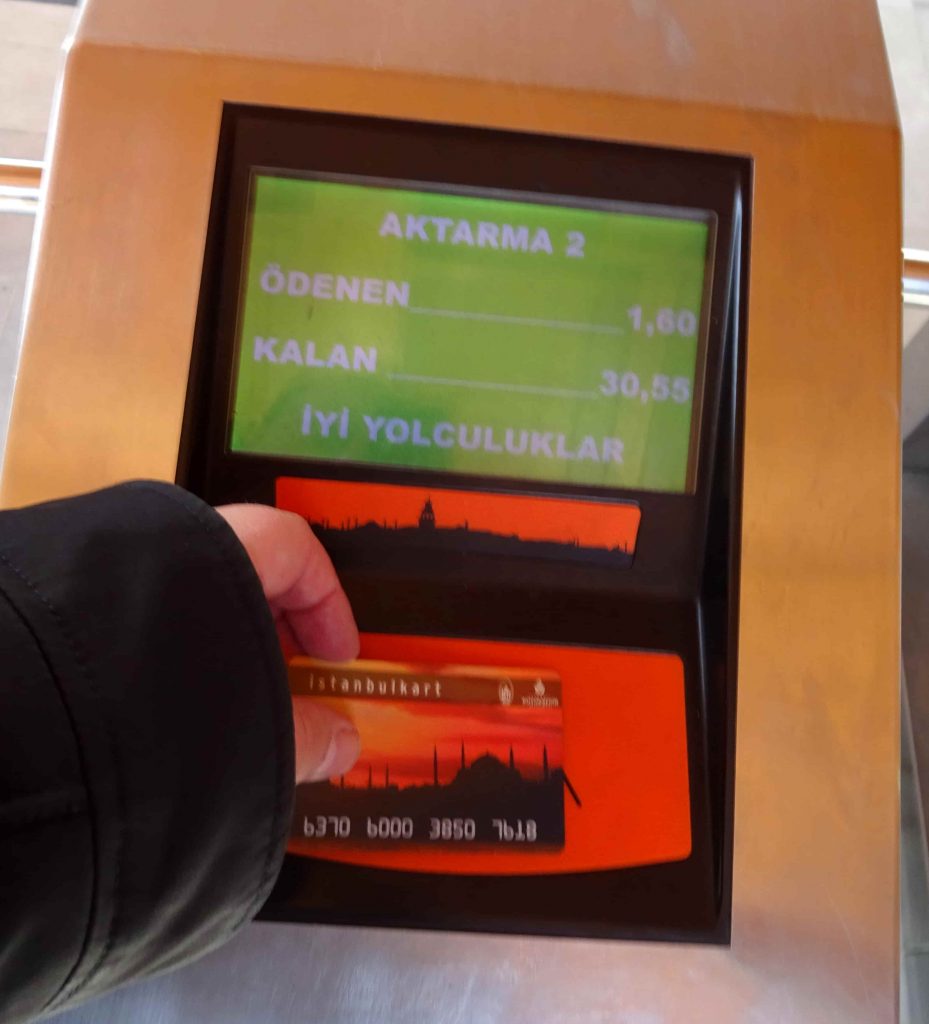 AKTARMA 2
ÖDENEN 1,60
KALAN 30,55
İYİ YOLCULUKLAR
istanbulkart
6370 6000 3850 7618